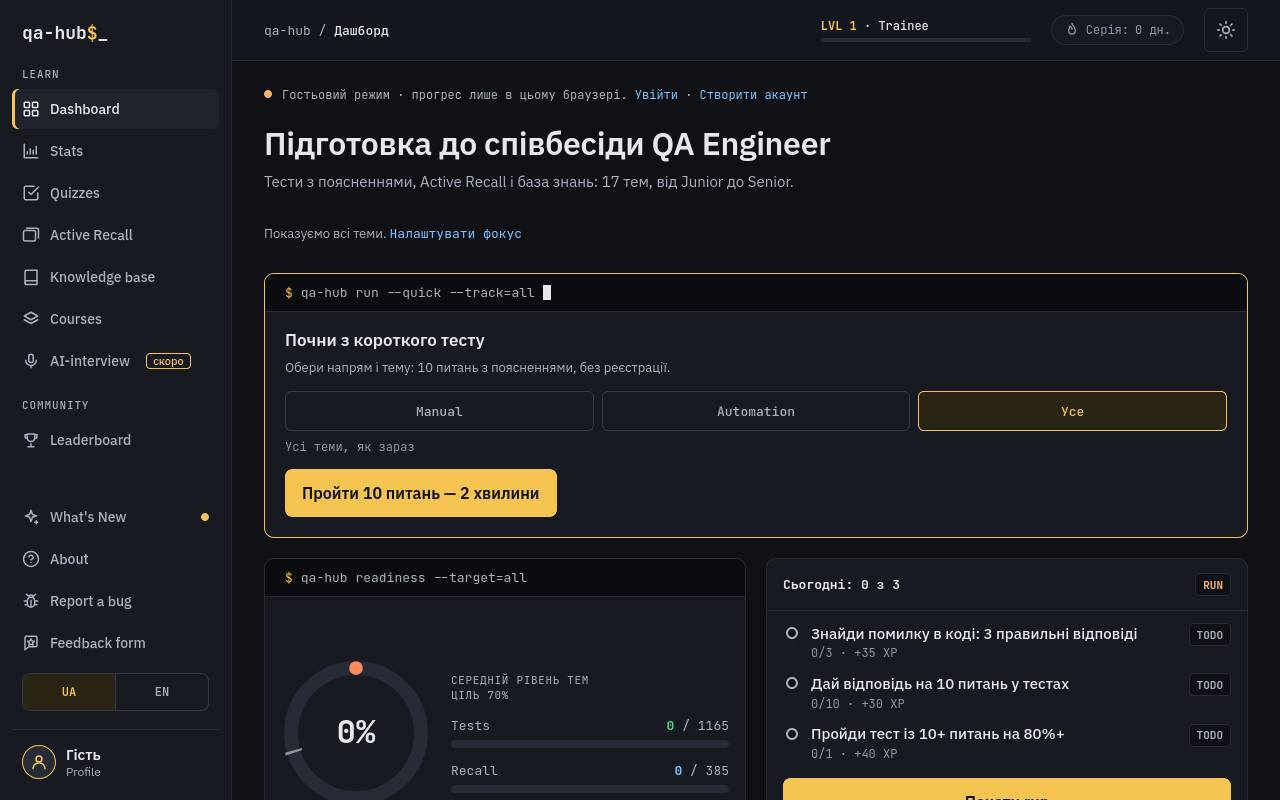 qa-hub$_
LEARN
Dashboard
Stats
Quizzes
Active Recall
Knowledge base
Courses
AI-interview скоро
COMMUNITY
Leaderboard
What's New
About
Report a bug
Feedback form
UA EN
Гість
Profile
qa-hub / Дашборд
LVL 1 · Trainee
Серія: 0 дн.
Гостьовий режим · прогрес лише в цьому браузері. Увійти · Створити акаунт
Підготовка до співбесіди QA Engineer
Тести з поясненнями, Active Recall і база знань: 17 тем, від Junior до Senior.
Показуємо всі теми. Налаштувати фокус
$ qa-hub run --quick --track=all
Почни з короткого тесту
Обери напрям і тему: 10 питань з поясненнями, без реєстрації.
Manual Automation Усе
Усі теми, як зараз
Пройти 10 питань — 2 хвилини
$ qa-hub readiness --target=all
0%
СЕРЕДНІЙ РІВЕНЬ ТЕМ
ЦІЛЬ 70%
Tests 0 / 1165
Recall 0 / 385
Сьогодні: 0 з 3 RUN
Знайди помилку в коді: 3 правильні відповіді TODO
0/3 · +35 XP
Дай відповідь на 10 питань у тестах TODO
0/10 · +30 XP
Пройди тест із 10+ питань на 80%+ TODO
0/1 · +40 XP